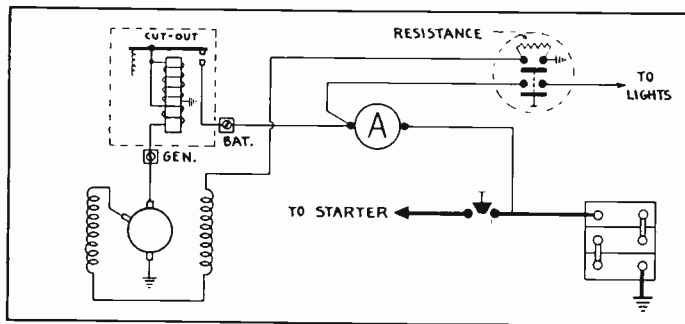 CUT-OUT
RESISTANCE
TO
LIGHTS
A
BAT.
GEN.
TO STARTER